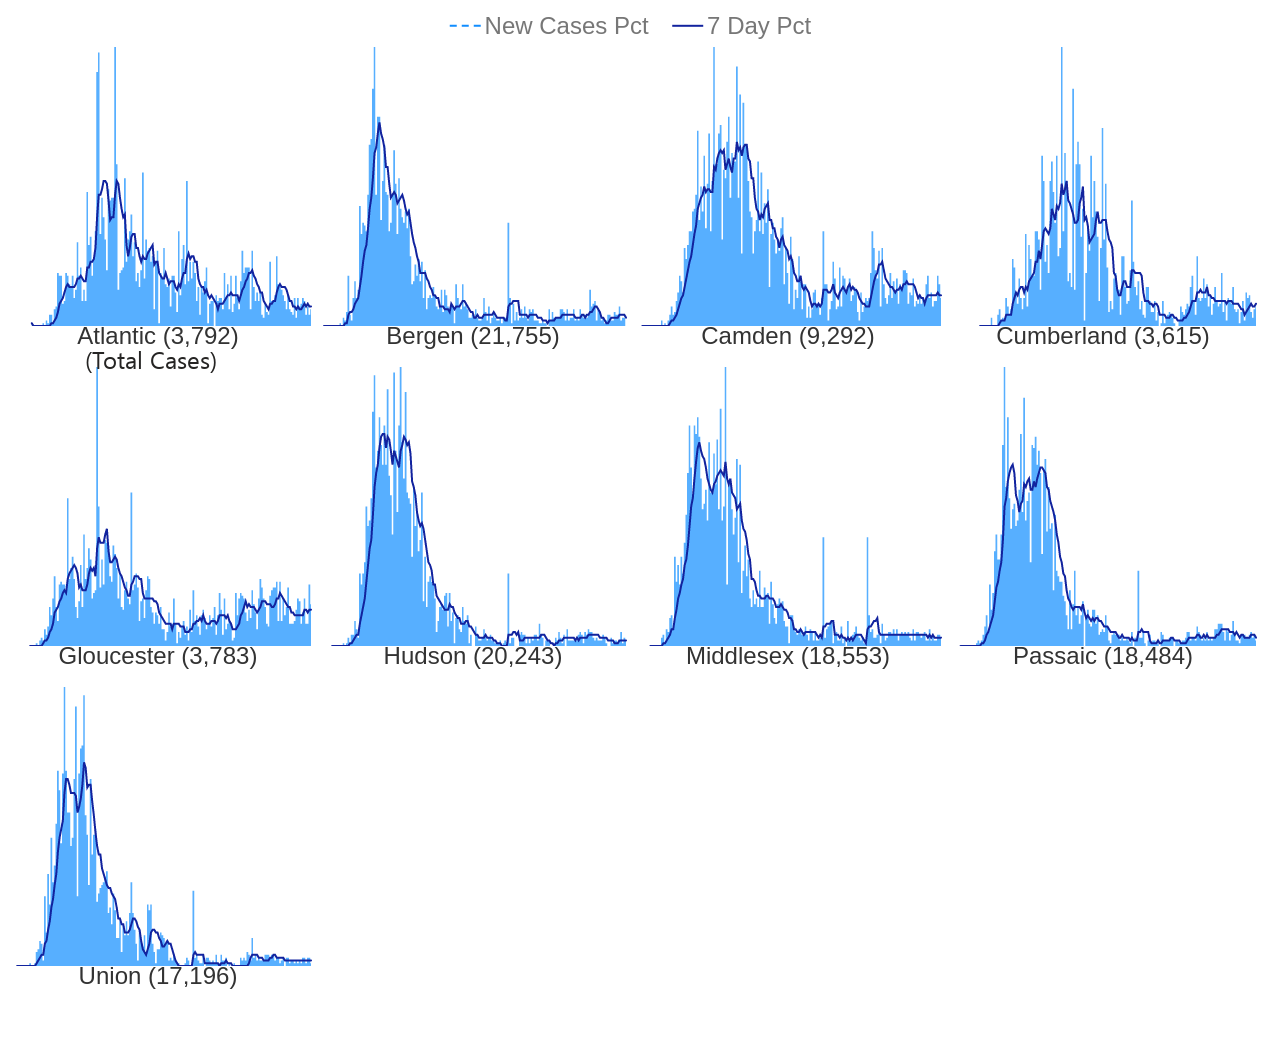 New Cases Pct 7 Day Pct
Atlantic (3,792) Bergen (21,755) Camden (9,292) Cumberland (3,615)
(Total Cases)
Gloucester (3,783) Hudson (20,243) Middlesex (18,553) Passaic (18,484)
Union (17,196)